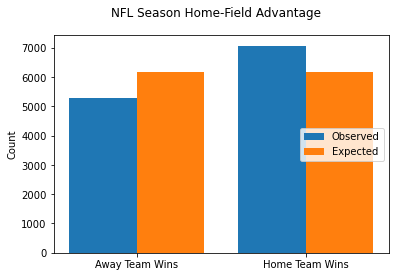 NFL Season Home-Field Advantage
7000
6000
5000
4000
3000
2000
1000
0
Count
Observed
Expected
Away Team Wins
Home Team Wins